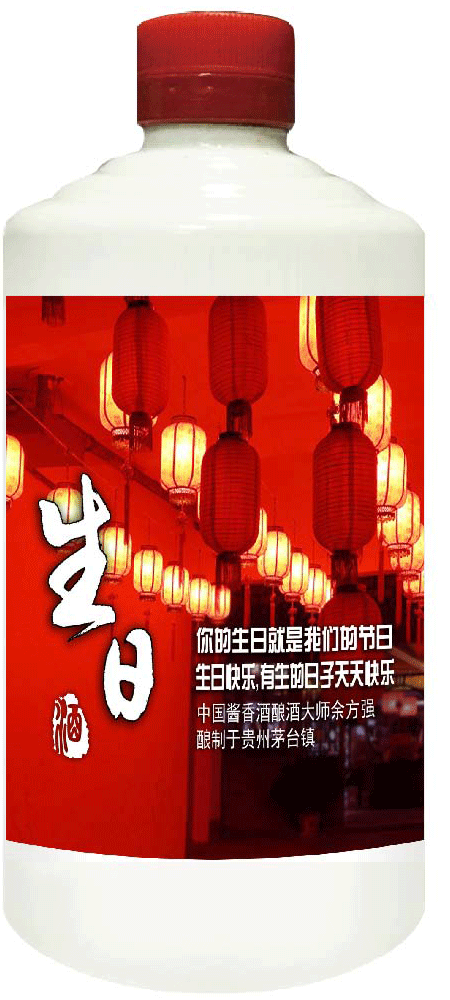 生日
酒
你的生日就是我们的节日
生日快乐,有生的日子天天快乐
中国酱香酒酿酒大师余方强
酿制于贵州茅台镇